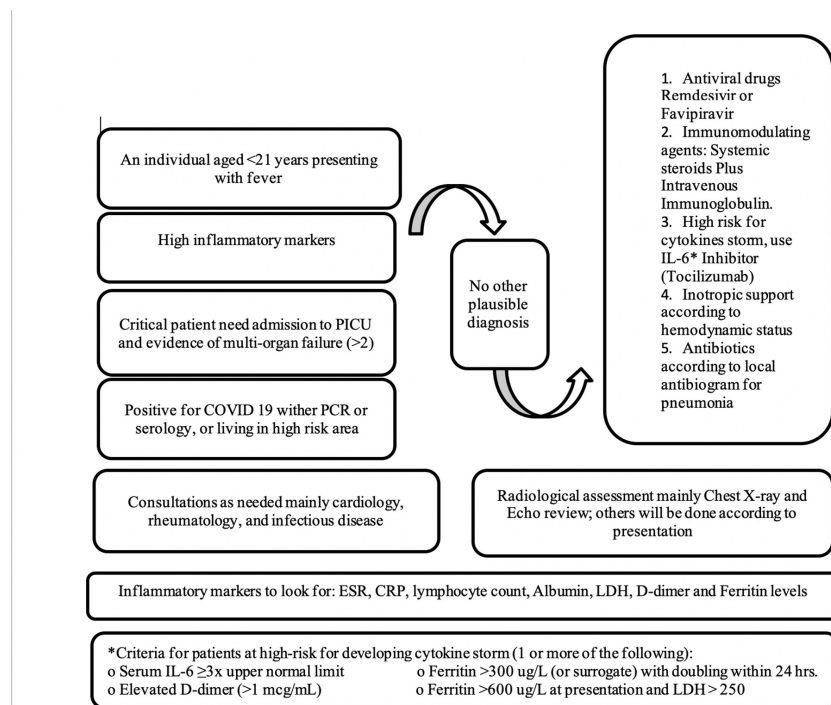 An individual aged <21 years presenting
with fever
High inflammatory markers
Critical patient need admission to PICU
and evidence of multi-organ failure (>2)
Positive for COVID 19 wither PCR or
serology, or living in high risk area
No other
plausible
diagnosis
1. Antiviral drugs
Remdesivir or
Favipiravir
2. Immunomodulating
agents: Systemic
steroids Plus
Intravenous
Immunoglobulin.
3. High risk for
cytokines storm, use
IL-6* Inhibitor
(Tocilizumab)
4. Inotropic support
according to
hemodynamic status
5. Antibiotics
according to local
antibiogram for
pneumonia
Consultations as needed mainly cardiology,
rheumatology, and infectious disease
Radiological assessment mainly Chest X-ray and
Echo review; others will be done according to
presentation
Inflammatory markers to look for: ESR, CRP, lymphocyte count, Albumin, LDH, D-dimer and Ferritin levels
*Criteria for patients at high-risk for developing cytokine storm (1 or more of the following):
o Serum IL-6 ≥3x upper normal limit o Ferritin >300 ug/L (or surrogate) with doubling within 24 hrs.
o Elevated D-dimer (>1 mcg/mL) o Ferritin >600 ug/L at presentation and LDH > 250